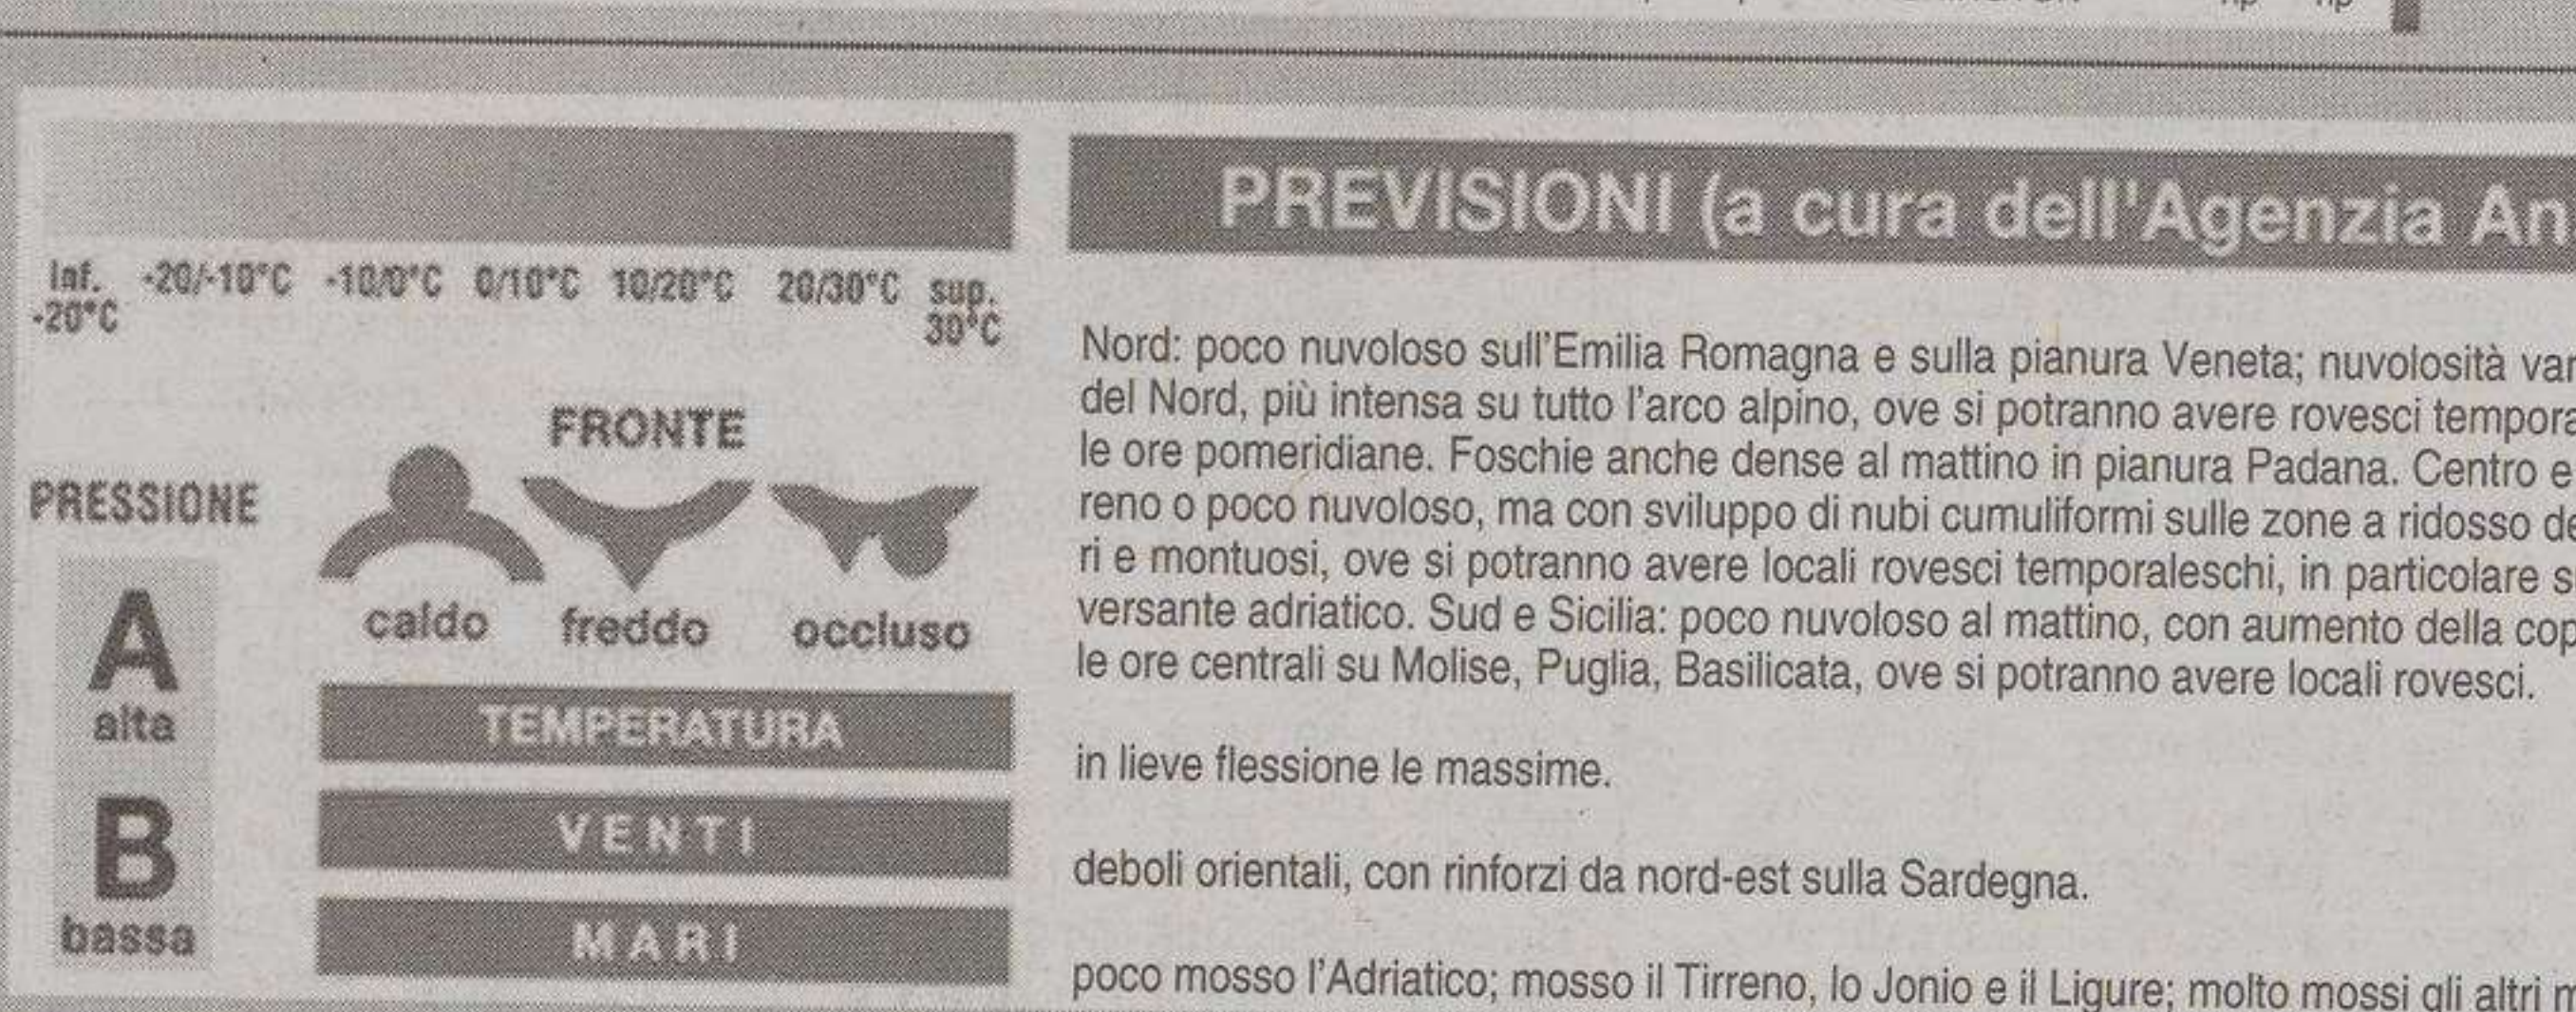 Inf. -20/-10°C -10/0°C 0/10°C 10/20°C 20/30°C sup.
-20°C 30°C
FRONTE
PRESSIONE
caldo freddo occluso
A
alta
B
bassa
TEMPERATURA
VENTI
MARI
PREVISIONI (a cura dell'Agenzia An
Nord: poco nuvoloso sull'Emilia Romagna e sulla pianura Veneta; nuvolosità var
del Nord, più intensa su tutto l'arco alpino, ove si potranno avere rovesci tempora
le ore pomeridiane. Foschie anche dense al mattino in pianura Padana. Centro e
reno o poco nuvoloso, ma con sviluppo di nubi cumuliformi sulle zone a ridosso de
ri e montuosi, ove si potranno avere locali rovesci temporaleschi, in particolare s
versante adriatico. Sud e Sicilia: poco nuvoloso al mattino, con aumento della cop
le ore centrali su Molise, Puglia, Basilicata, ove si potranno avere locali rovesci.
in lieve flessione le massime.
deboli orientali, con rinforzi da nord-est sulla Sardegna.
poco mosso l'Adriatico; mosso il Tirreno, lo Jonio e il Ligure; molto mossi gli altri m